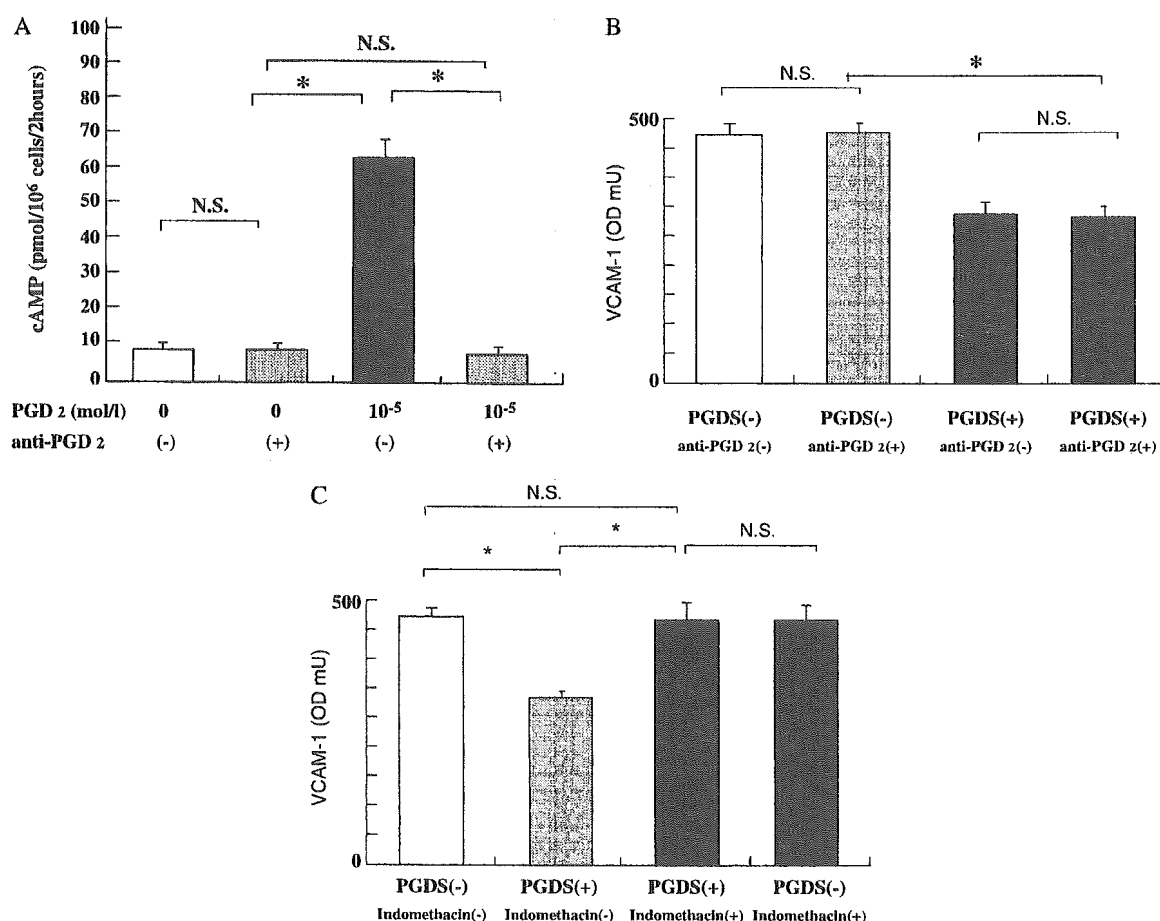 A
N.S.
*
*
N.S.
cAMP (pmol/10⁶ cells/2hours)
100
90
80
70
60
50
40
30
20
10
0
PGD 2 (mol/l) 0 0 10⁻⁵ 10⁻⁵
anti-PGD 2 (-) (+) (-) (+)
B
*
N.S.
N.S.
VCAM-1 (OD mU)
500
0
PGDS(-) PGDS(-) PGDS(+) PGDS(+)
anti-PGD 2(-) anti-PGD 2(+) anti-PGD 2(-) anti-PGD 2(+)
C
N.S.
*
N.S.
*
VCAM-1 (OD mU)
500
0
PGDS(-) PGDS(+) PGDS(+) PGDS(-)
Indomethacin(-) Indomethacin(-) Indomethacin(+) Indomethacin(+)